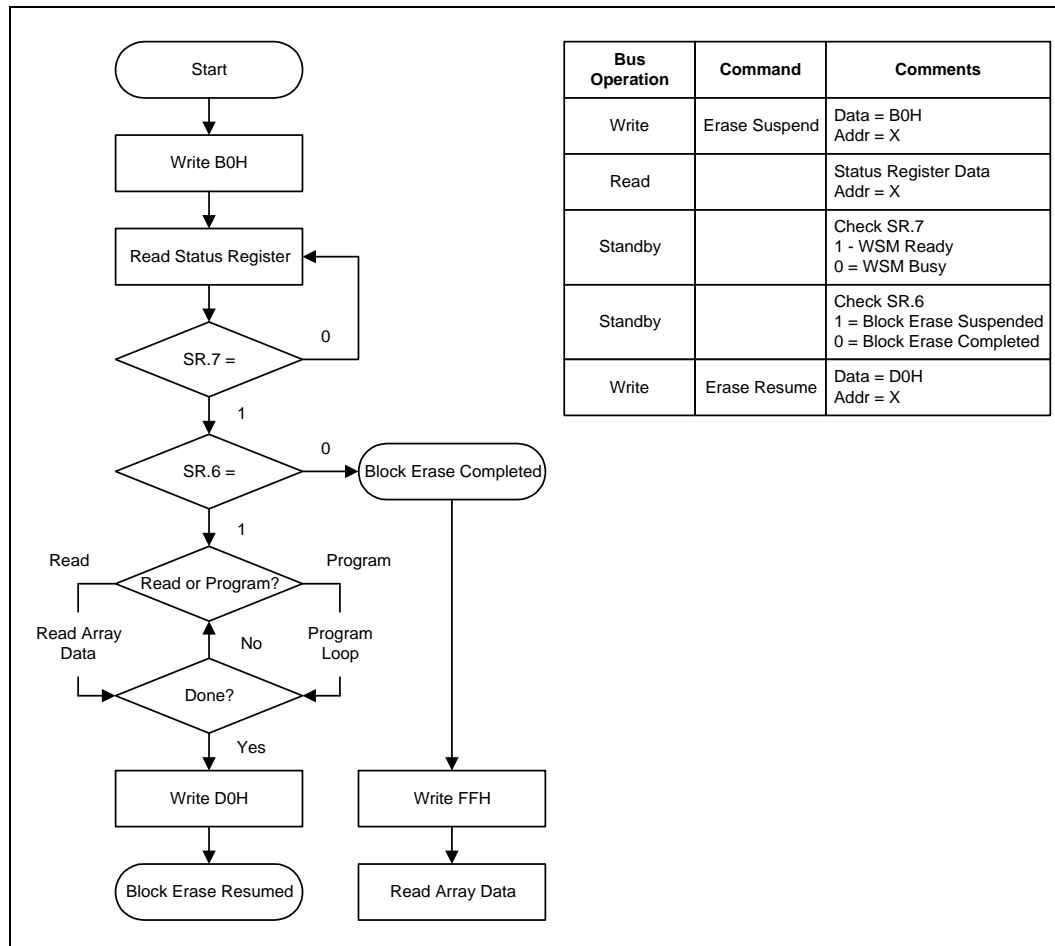 Start
Write B0H
Read Status Register
SR.7 =
0
1
SR.6 =
0
Block Erase Completed
1
Read
Program
Read or Program?
Read Array
Data
No
Program
Loop
Done?
Yes
Write D0H
Write FFH
Block Erase Resumed
Read Array Data
Bus
Operation
Command
Comments
Write
Erase Suspend
Data = B0H
Addr = X
Read
Status Register Data
Addr = X
Standby
Check SR.7
1 - WSM Ready
0 = WSM Busy
Standby
Check SR.6
1 = Block Erase Suspended
0 = Block Erase Completed
Write
Erase Resume
Data = D0H
Addr = X